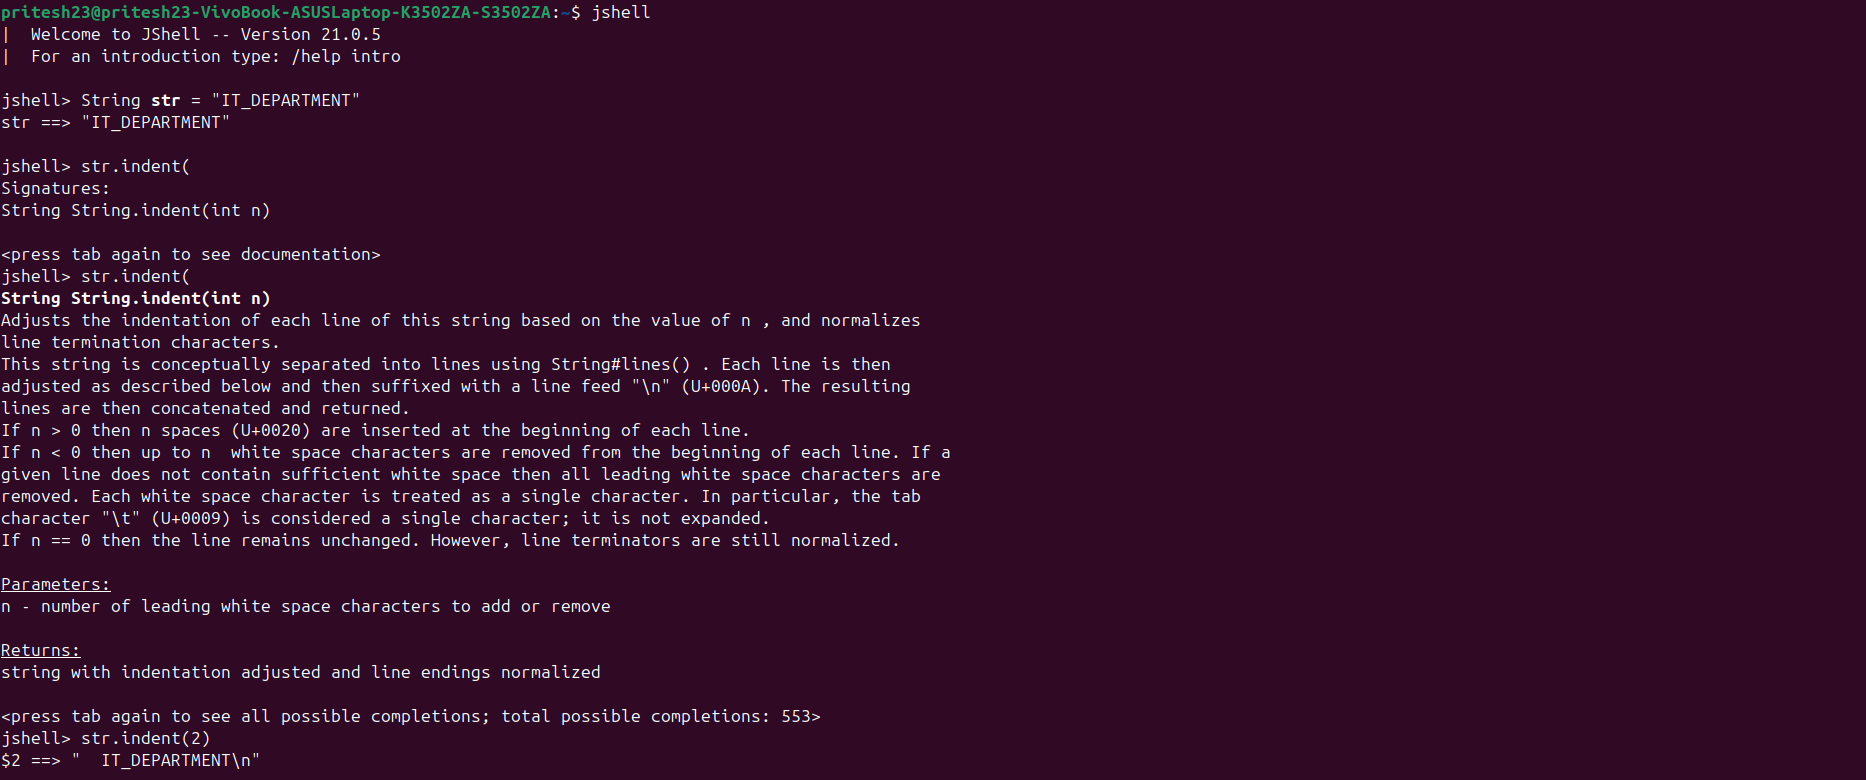 pritesh23@pritesh23-VivoBook-ASUSLaptop-K3502ZA-S3502ZA:~$ jshell
|  Welcome to JShell -- Version 21.0.5
|  For an introduction type: /help intro

jshell> String str = "IT_DEPARTMENT"
str ==> "IT_DEPARTMENT"

jshell> str.indent(
Signatures:
String String.indent(int n)

<press tab again to see documentation>
jshell> str.indent(
String String.indent(int n)
Adjusts the indentation of each line of this string based on the value of n , and normalizes
line termination characters.
This string is conceptually separated into lines using String#lines() . Each line is then
adjusted as described below and then suffixed with a line feed "\n" (U+000A). The resulting
lines are then concatenated and returned.
If n > 0 then n spaces (U+0020) are inserted at the beginning of each line.
If n < 0 then up to n  white space characters are removed from the beginning of each line. If a
given line does not contain sufficient white space then all leading white space characters are
removed. Each white space character is treated as a single character. In particular, the tab
character "\t" (U+0009) is considered a single character; it is not expanded.
If n == 0 then the line remains unchanged. However, line terminators are still normalized.

Parameters:
n - number of leading white space characters to add or remove

Returns:
string with indentation adjusted and line endings normalized

<press tab again to see all possible completions; total possible completions: 553>
jshell> str.indent(2)
$2 ==> "  IT_DEPARTMENT\n"